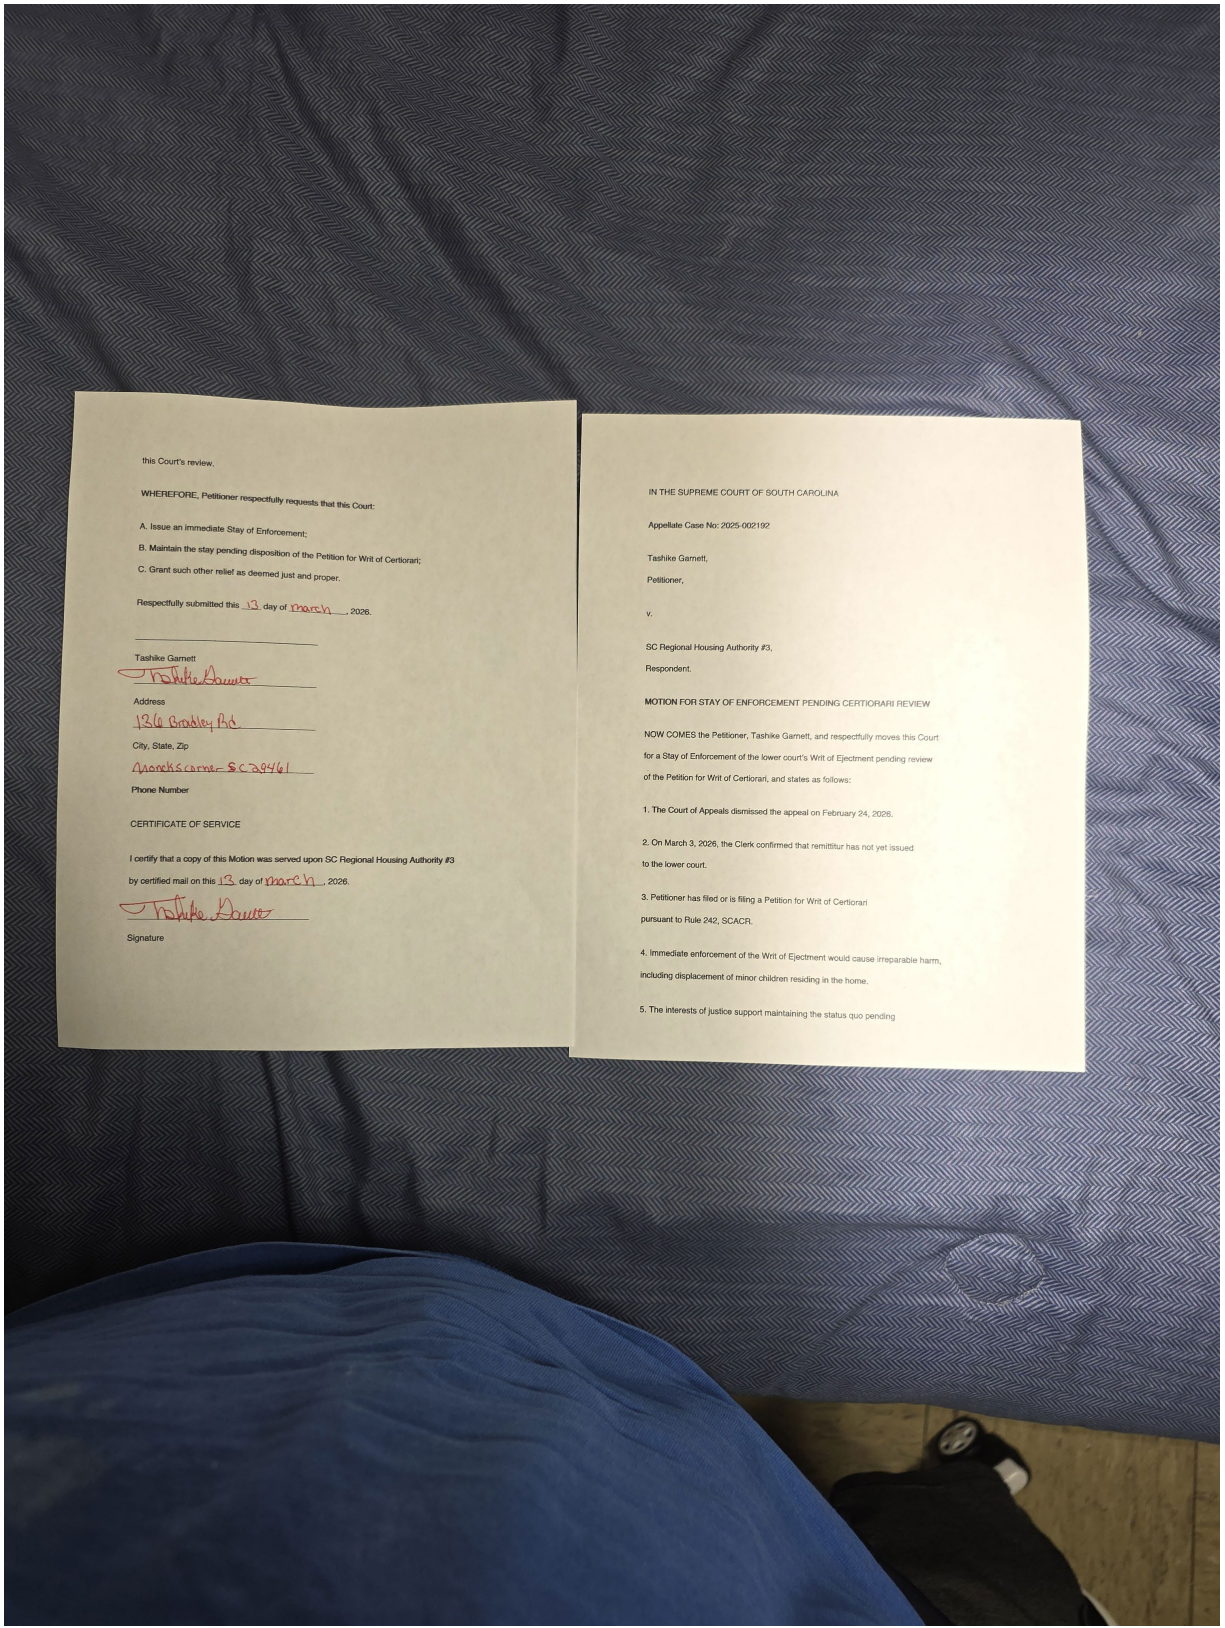 this Court's review.
WHEREFORE, Petitioner respectfully requests that this Court:
A. Issue an immediate Stay of Enforcement;
B. Maintain the stay pending disposition of the Petition for Writ of Certiorari;
C. Grant such other relief as deemed just and proper.
Respectfully submitted this 13 day of march, 2026.
Tashike Garnett
Tashike Garnett
Address
136 Bradley Rd
City, State, Zip
Monckscorner SC 29461
Phone Number
CERTIFICATE OF SERVICE
I certify that a copy of this Motion was served upon SC Regional Housing Authority #3
by certified mail on this 13 day of march, 2026.
Tashike Garnett
Signature
IN THE SUPREME COURT OF SOUTH CAROLINA
Appellate Case No: 2025-002192
Tashike Garnett,
Petitioner,
v.
SC Regional Housing Authority #3,
Respondent.
MOTION FOR STAY OF ENFORCEMENT PENDING CERTIORARI REVIEW
NOW COMES the Petitioner, Tashike Garnett, and respectfully moves this Court
for a Stay of Enforcement of the lower court's Writ of Ejectment pending review
of the Petition for Writ of Certiorari, and states as follows:
1. The Court of Appeals dismissed the appeal on February 24, 2026.
2. On March 3, 2026, the Clerk confirmed that remittitur has not yet issued
to the lower court.
3. Petitioner has filed or is filing a Petition for Writ of Certiorari
pursuant to Rule 242, SCACR.
4. Immediate enforcement of the Writ of Ejectment would cause irreparable harm,
including displacement of minor children residing in the home.
5. The interests of justice support maintaining the status quo pending